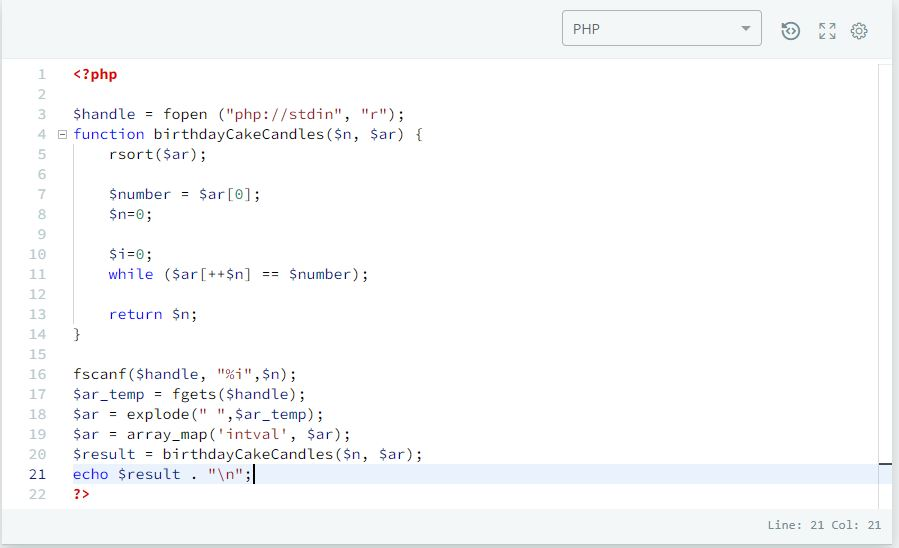 PHP
1 <?php
2
3 $handle = fopen ("php://stdin", "r");
4 function birthdayCakeCandles($n, $ar) {
5     rsort($ar);
6
7     $number = $ar[0];
8     $n=0;
9
10     $i=0;
11     while ($ar[++$n] == $number);
12
13     return $n;
14 }
15
16 fscanf($handle, "%i",$n);
17 $ar_temp = fgets($handle);
18 $ar = explode(" ",$ar_temp);
19 $ar = array_map('intval', $ar);
20 $result = birthdayCakeCandles($n, $ar);
21 echo $result . "\n";
22 ?>
Line: 21 Col: 21